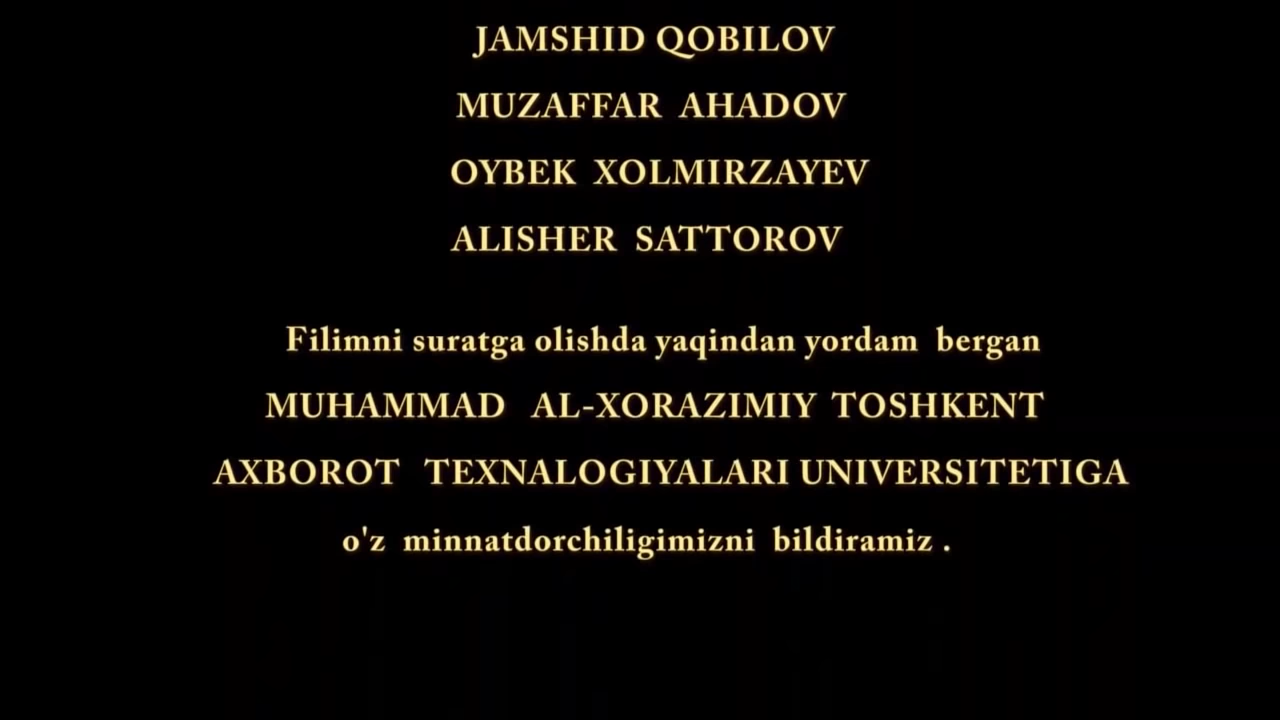 JAMSHID QOBILOV
MUZAFFAR AHADOV
OYBEK XOLMIRZAYEV
ALISHER SATTOROV
Filimni suratga olishda yaqindan yordam bergan
MUHAMMAD AL-XORAZIMIY TOSHKENT
AXBOROT TEXNALOGIYALARI UNIVERSITETIGA
o'z minnatdorchiligimizni bildiramiz .